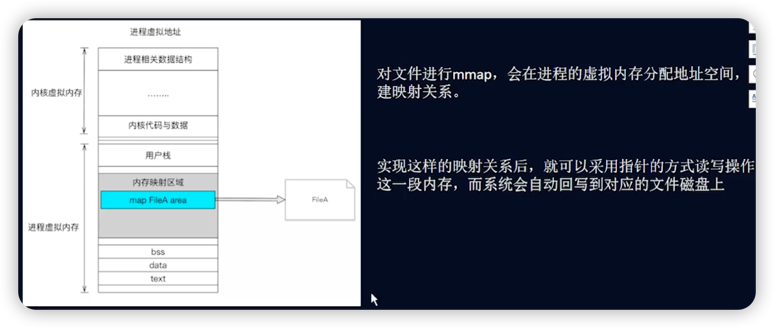 进程虚拟地址
进程相关数据结构
........
内核虚拟内存
内核代码与数据
用户栈
内存映射区域
map FileA area
FileA
进程虚拟内存
bss
data
text
对文件进行mmap，会在进程的虚拟内存分配地址空间，
建映射关系。
实现这样的映射关系后，就可以采用指针的方式读写操作
这一段内存，而系统会自动回写到对应的文件磁盘上